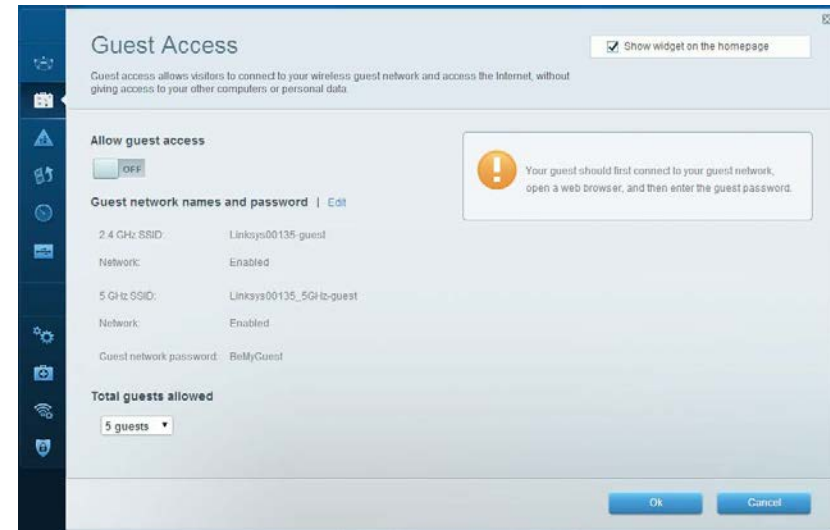 Guest Access
Show widget on the homepage
Guest access allows visitors to connect to your wireless guest network and access the Internet, without
giving access to your other computers or personal data.
Allow guest access
OFF
Your guest should first connect to your guest network,
open a web browser, and then enter the guest password.
Guest network names and password | Edit
2.4 GHz SSID: Linksys00135-guest
Network: Enabled
5 GHz SSID: Linksys00135_5GHz-guest
Network: Enabled
Guest network password: BeMyGuest
Total guests allowed
5 guests
Ok Cancel